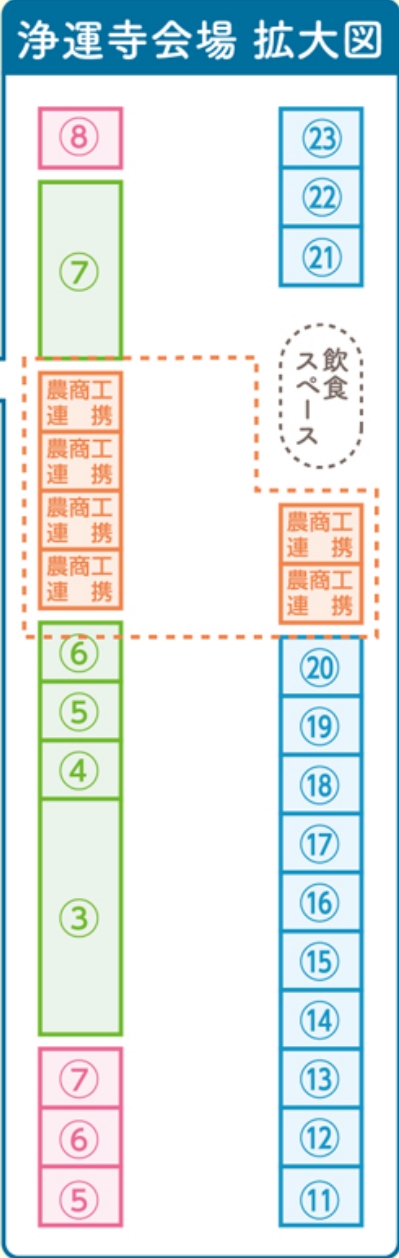 浄運寺会場 拡大図
⑧
⑦
農商工
連 携
農商工
連 携
農商工
連 携
農商工
連 携
⑥
⑤
④
③
⑦
⑥
⑤
㉓
㉒
㉑
飲食
スペース
農商工
連 携
農商工
連 携
⑳
⑲
⑱
⑰
⑯
⑮
⑭
⑬
⑫
⑪